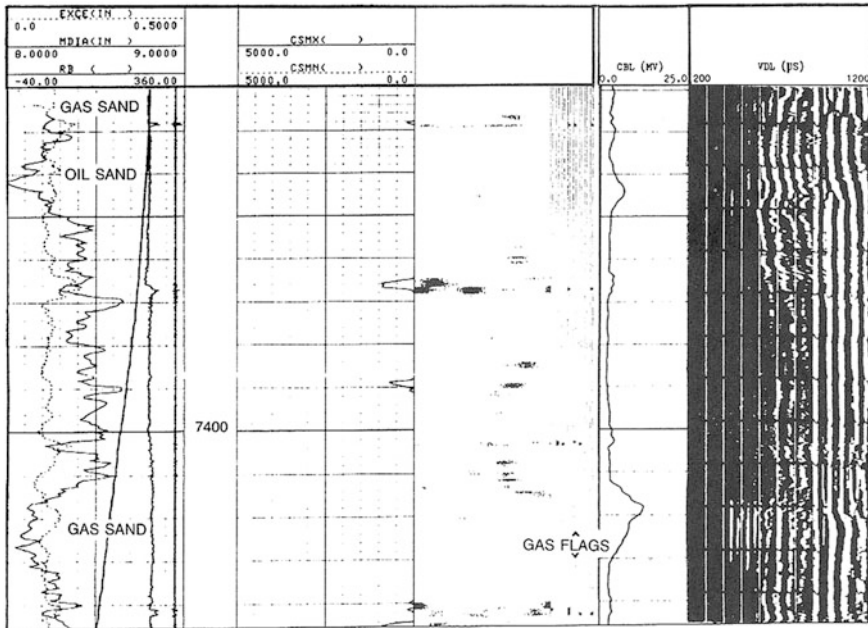 EXCE(IN )
0.0 0.5000
MDIA(IN )
8.0000 9.0000
RB ( )
-40.00 360.00
CSMX( )
5000.0 0.0
CSMN( )
5000.0 0.0
CBL (MV)
0.0 25.0
VDL (µS)
200 1200
GAS SAND
OIL SAND
7400
GAS SAND
GAS FLAGS